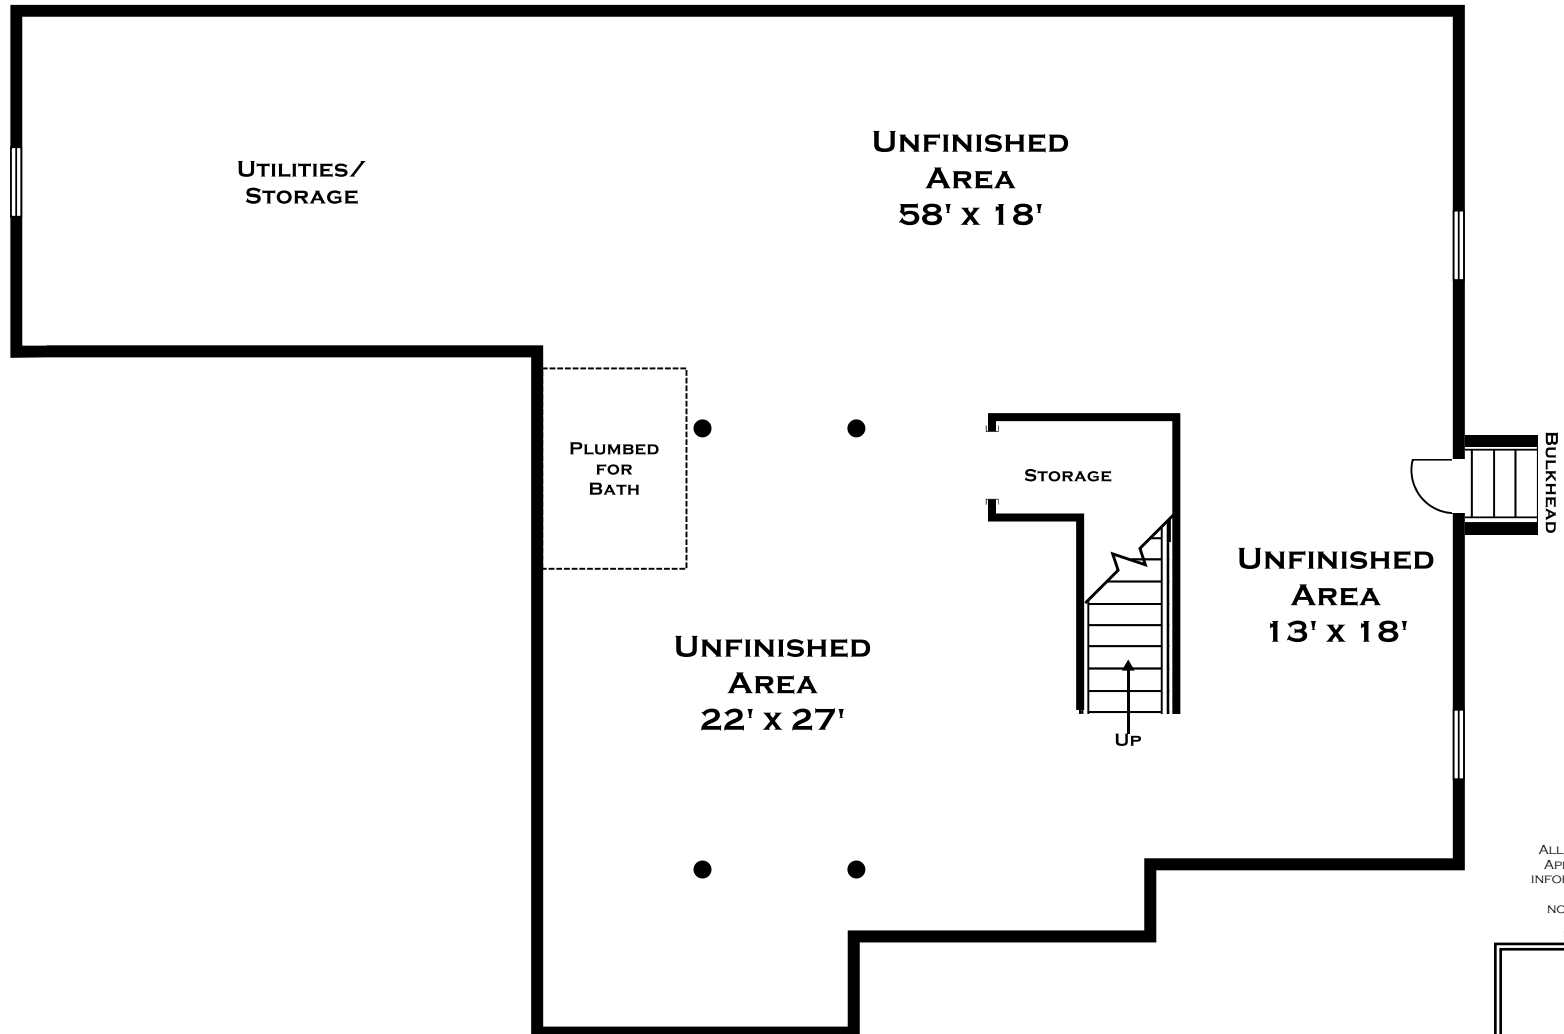 Unfinished
Area
58' x 18'
Utilities/
Storage
Plumbed
for
Bath
Storage
Bulkhead
Unfinished
Area
13' x 18'
Unfinished
Area
22' x 27'
Up
All